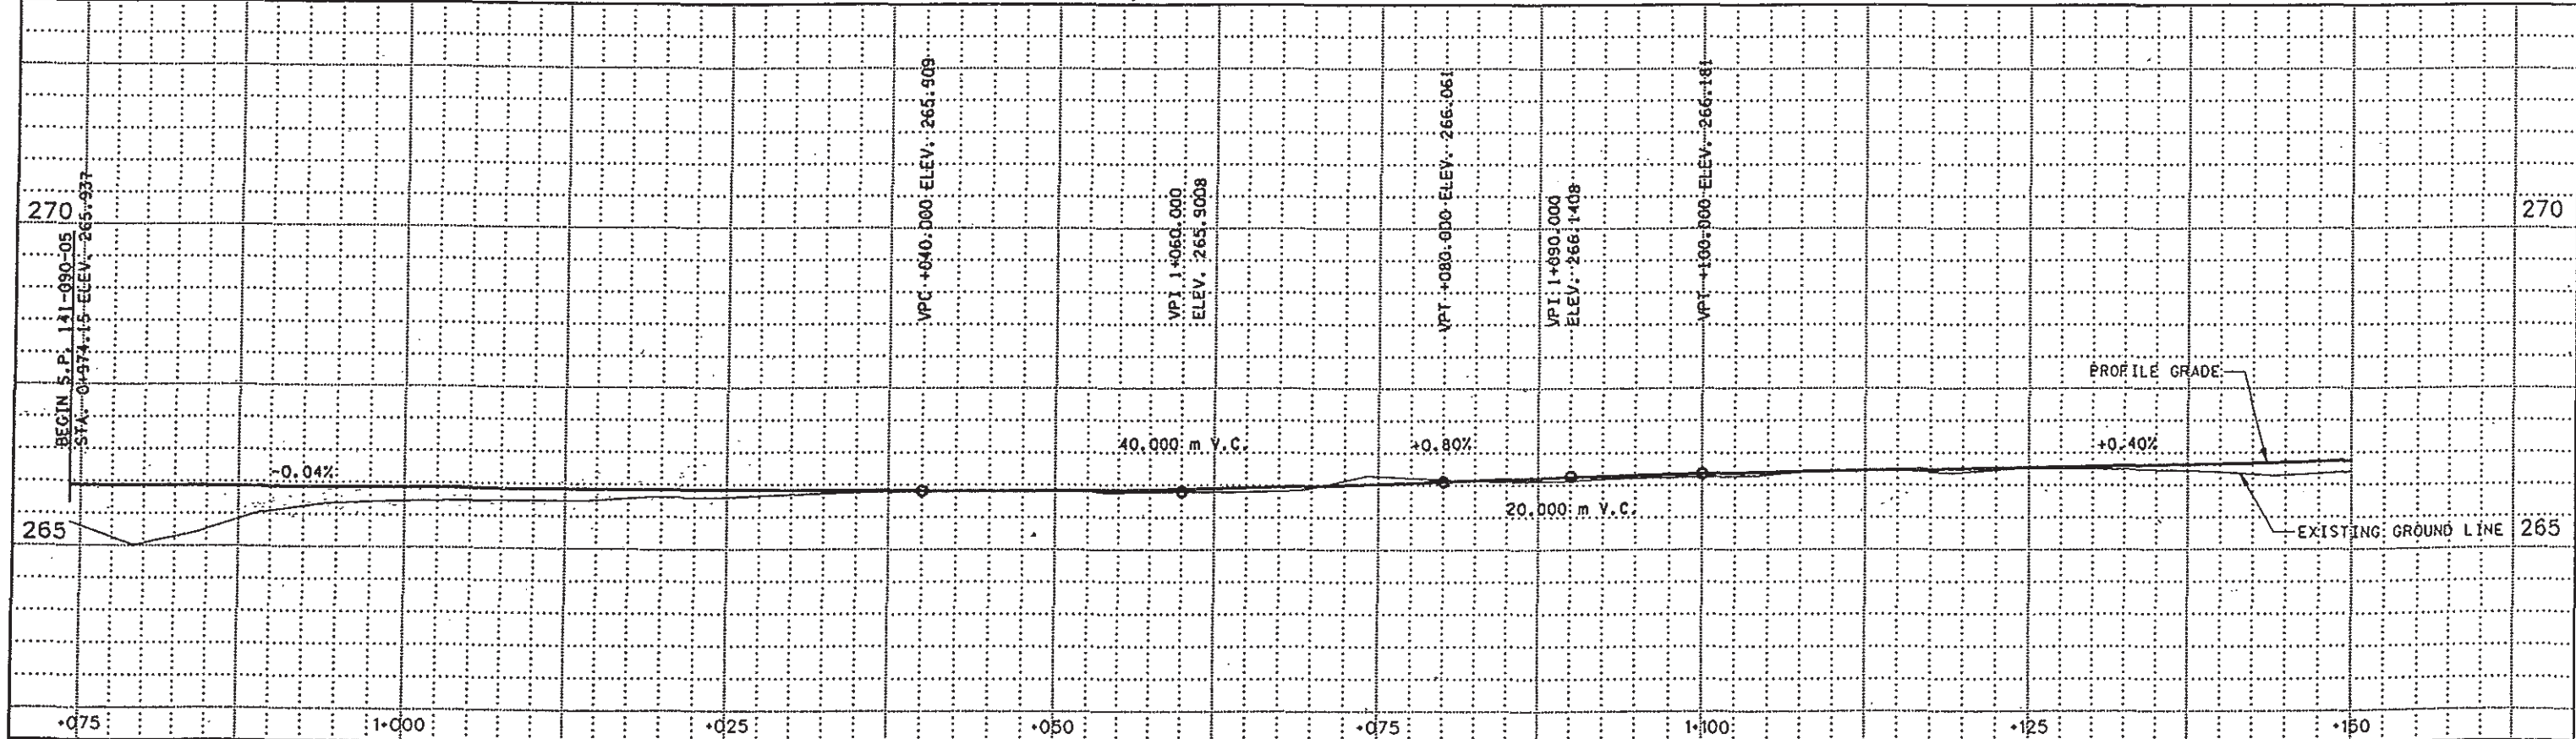 BEGIN S.P. 141-090-05
STA. 0+974.15 ELEV. 265.937
VPC +040.000 ELEV. 265.909
VPI 1+060.000
ELEV. 265.9008
VPT +080.000 ELEV. 266.061
VPI 1+090.000
ELEV. 266.1408
VPT +100.000 ELEV. 266.181
270
270
PROFILE GRADE
-0.04%
40.000 m V.C.
+0.80%
+0.40%
20.000 m V.C.
265
EXISTING GROUND LINE
265
+075
1+000
+025
+050
+075
1+100
+125
+150